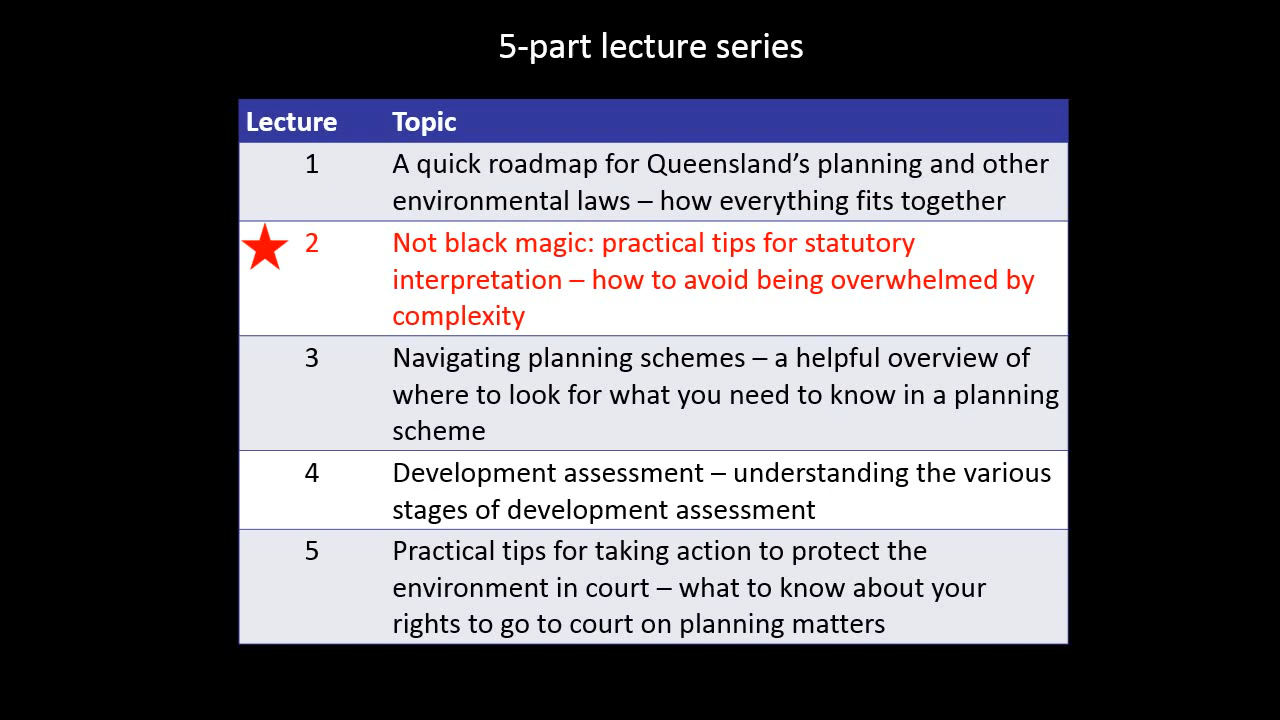 5-part lecture series
Lecture Topic
1 A quick roadmap for Queensland’s planning and other
environmental laws – how everything fits together
2 Not black magic: practical tips for statutory
interpretation – how to avoid being overwhelmed by
complexity
3 Navigating planning schemes – a helpful overview of
where to look for what you need to know in a planning
scheme
4 Development assessment – understanding the various
stages of development assessment
5 Practical tips for taking action to protect the
environment in court – what to know about your
rights to go to court on planning matters